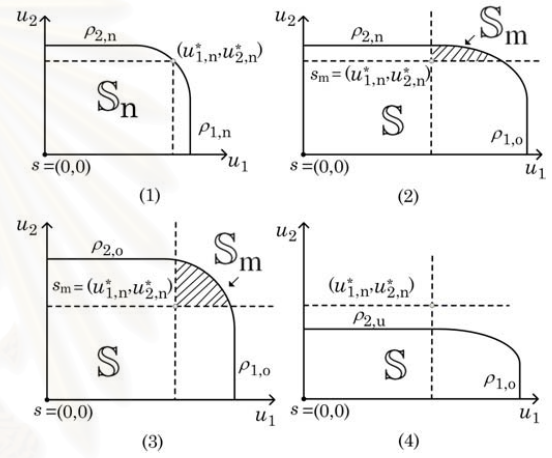 u₂
ρ₂,ₙ
(u*₁,ₙ,u*₂,ₙ)
𝕊ₙ
ρ₁,ₙ
s=(0,0)
u₁
(1)
u₂
ρ₂,ₙ
𝕊ₘ
sₘ=(u*₁,ₙ,u*₂,ₙ)
𝕊
ρ₁,ₒ
s=(0,0)
u₁
(2)
u₂
ρ₂,ₒ
𝕊ₘ
sₘ=(u*₁,ₙ,u*₂,ₙ)
𝕊
ρ₁,ₒ
s=(0,0)
u₁
(3)
u₂
(u*₁,ₙ,u*₂,ₙ)
ρ₂,ᵤ
𝕊
ρ₁,ₒ
s=(0,0)
u₁
(4)